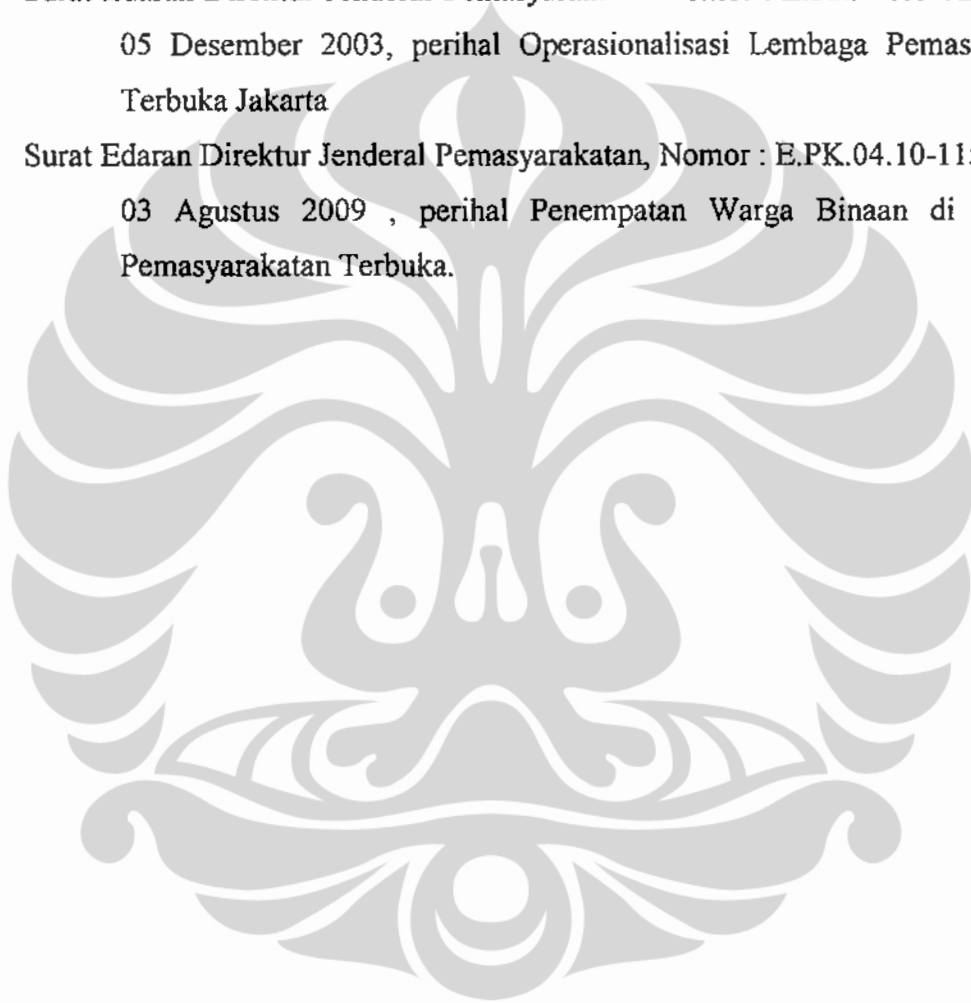 05 Desember 2003, perihal Operasionalisasi Lembaga Pemas
Terbuka Jakarta
Surat Edaran Direktur Jenderal Pemasyarakatan, Nomor : E.PK.04.10-11
03 Agustus 2009 , perihal Penempatan Warga Binaan di
Pemasyarakatan Terbuka.